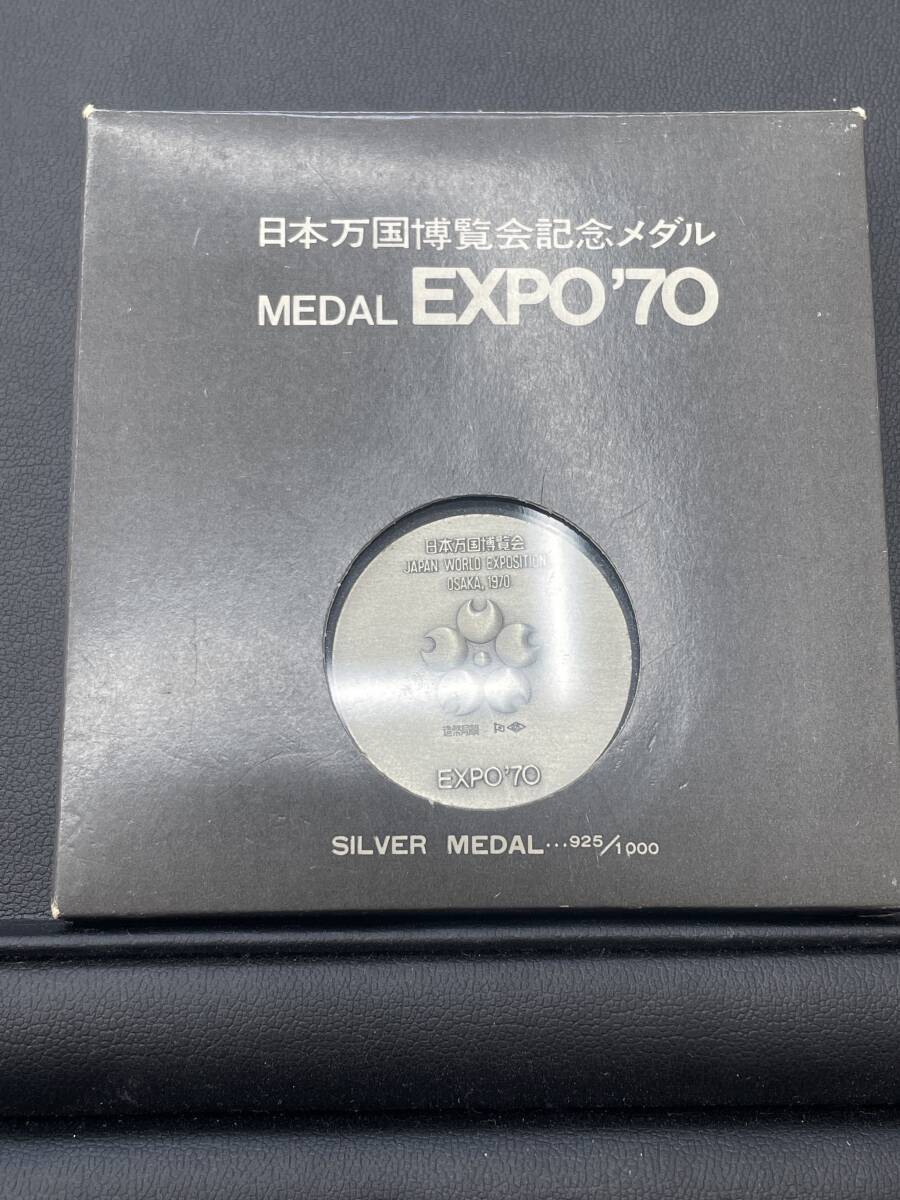 日本万国博覧会記念メダル
MEDAL EXPO'70
日本万国博覧会
JAPAN WORLD EXPOSITION
OSAKA, 1970
EXPO'70
SILVER MEDAL...925/1000